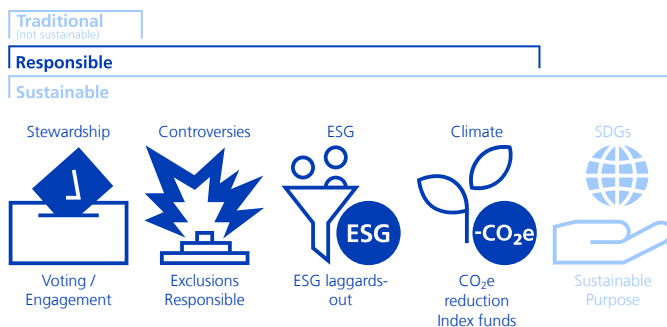 Traditional
(not sustainable)
Responsible
Sustainable
Stewardship
Controversies
ESG
Climate
SDGs
ESG
-CO₂e
Voting /
Engagement
Exclusions
Responsible
ESG laggards-
out
CO₂e
reduction
Index funds
Sustainable
Purpose